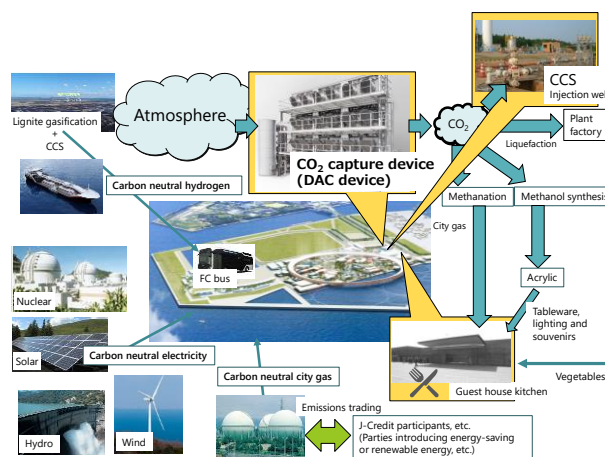 Atmosphere
CCS
Injection well
Lignite gasification
+
CCS
CO₂
Plant
factory
Liquefaction
CO₂ capture device
(DAC device)
Carbon neutral hydrogen
Methanation
Methanol synthesis
City gas
FC bus
Acrylic
Nuclear
Tableware,
lighting and
souvenirs
Solar
Carbon neutral electricity
Carbon neutral city gas
Vegetables
Guest house kitchen
Emissions trading
Hydro
Wind
J-Credit participants, etc.
(Parties introducing energy-saving
or renewable energy, etc.)